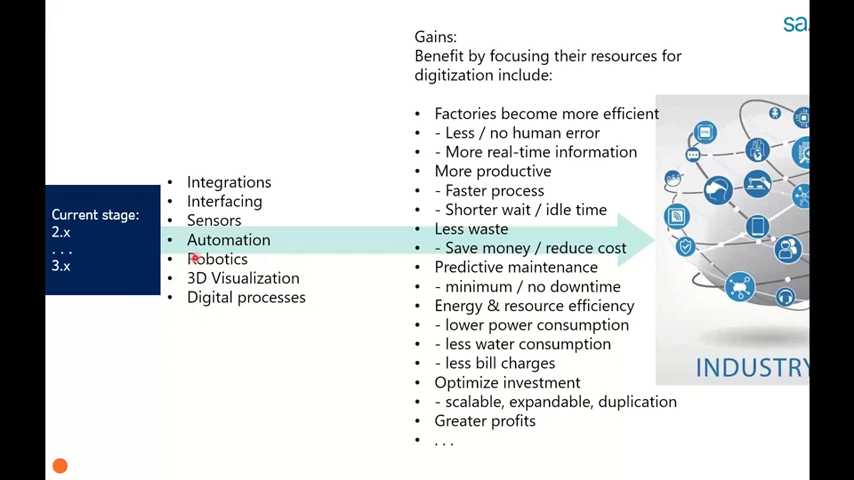 sa
Gains:
Benefit by focusing their resources for
digitization include:
• Factories become more efficient
• - Less / no human error
• - More real-time information
• More productive
• - Faster process
• - Shorter wait / idle time
• Less waste
• - Save money / reduce cost
• Predictive maintenance
• - minimum / no downtime
• Energy & resource efficiency
• - lower power consumption
• - less water consumption
• - less bill charges
• Optimize investment
• - scalable, expandable, duplication
• Greater profits
• . . .
• Integrations
• Interfacing
• Sensors
• Automation
• Robotics
• 3D Visualization
• Digital processes
Current stage:
2.x
. . .
3.x
INDUSTRY